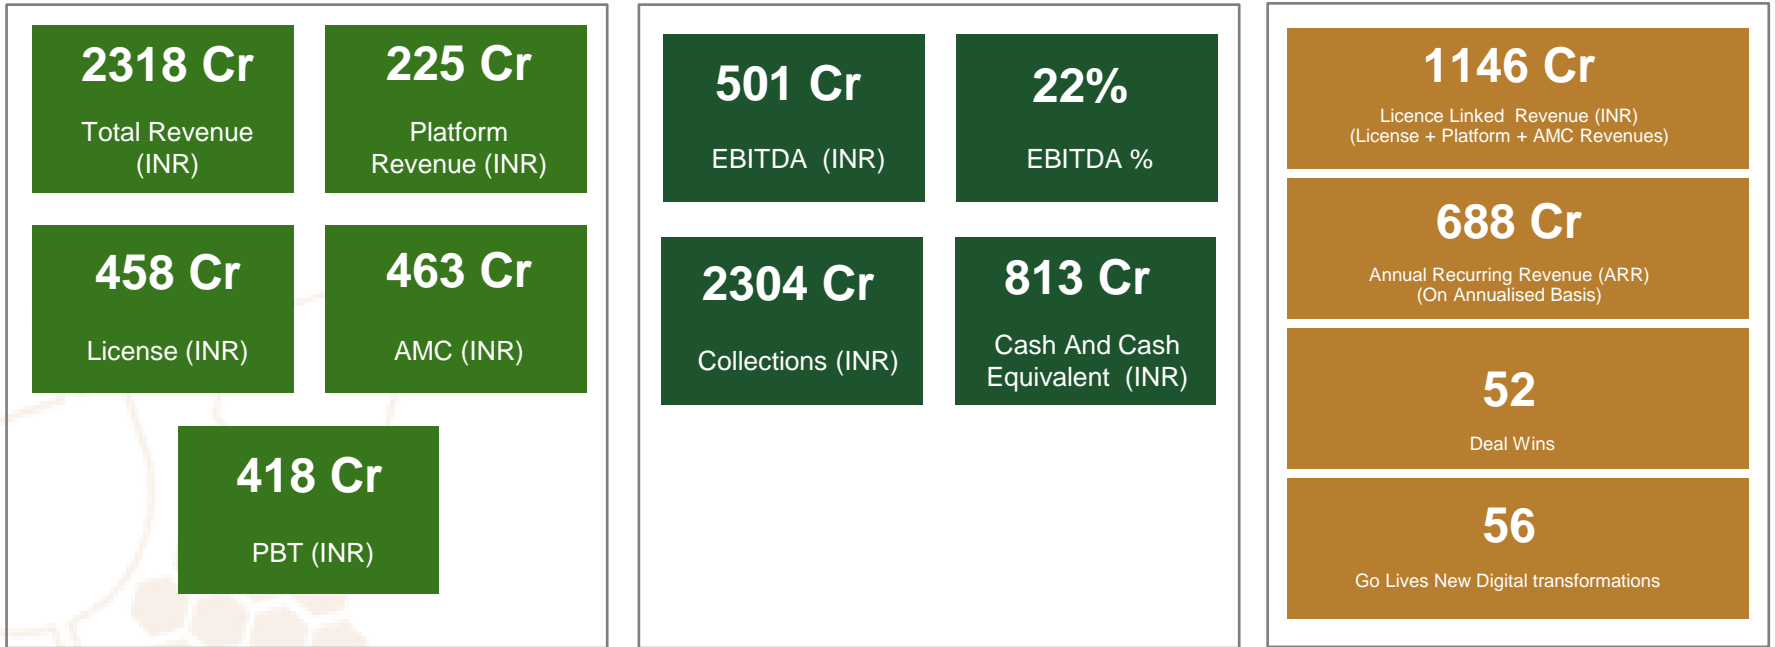 2318 Cr
Total Revenue
(INR)
225 Cr
Platform
Revenue (INR)
458 Cr
License (INR)
463 Cr
AMC (INR)
418 Cr
PBT (INR)
501 Cr
EBITDA (INR)
22%
EBITDA %
2304 Cr
Collections (INR)
813 Cr
Cash And Cash
Equivalent (INR)
1146 Cr
Licence Linked Revenue (INR)
(License + Platform + AMC Revenues)
688 Cr
Annual Recurring Revenue (ARR)
(On Annualised Basis)
52
Deal Wins
56
Go Lives New Digital transformations